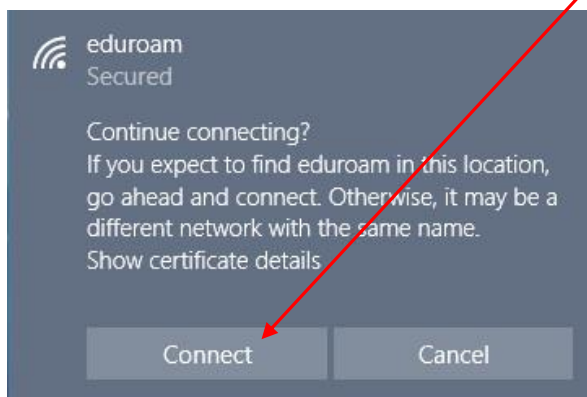 eduroam
Secured
Continue connecting?
If you expect to find eduroam in this location,
go ahead and connect. Otherwise, it may be a
different network with the same name.
Show certificate details
Connect
Cancel